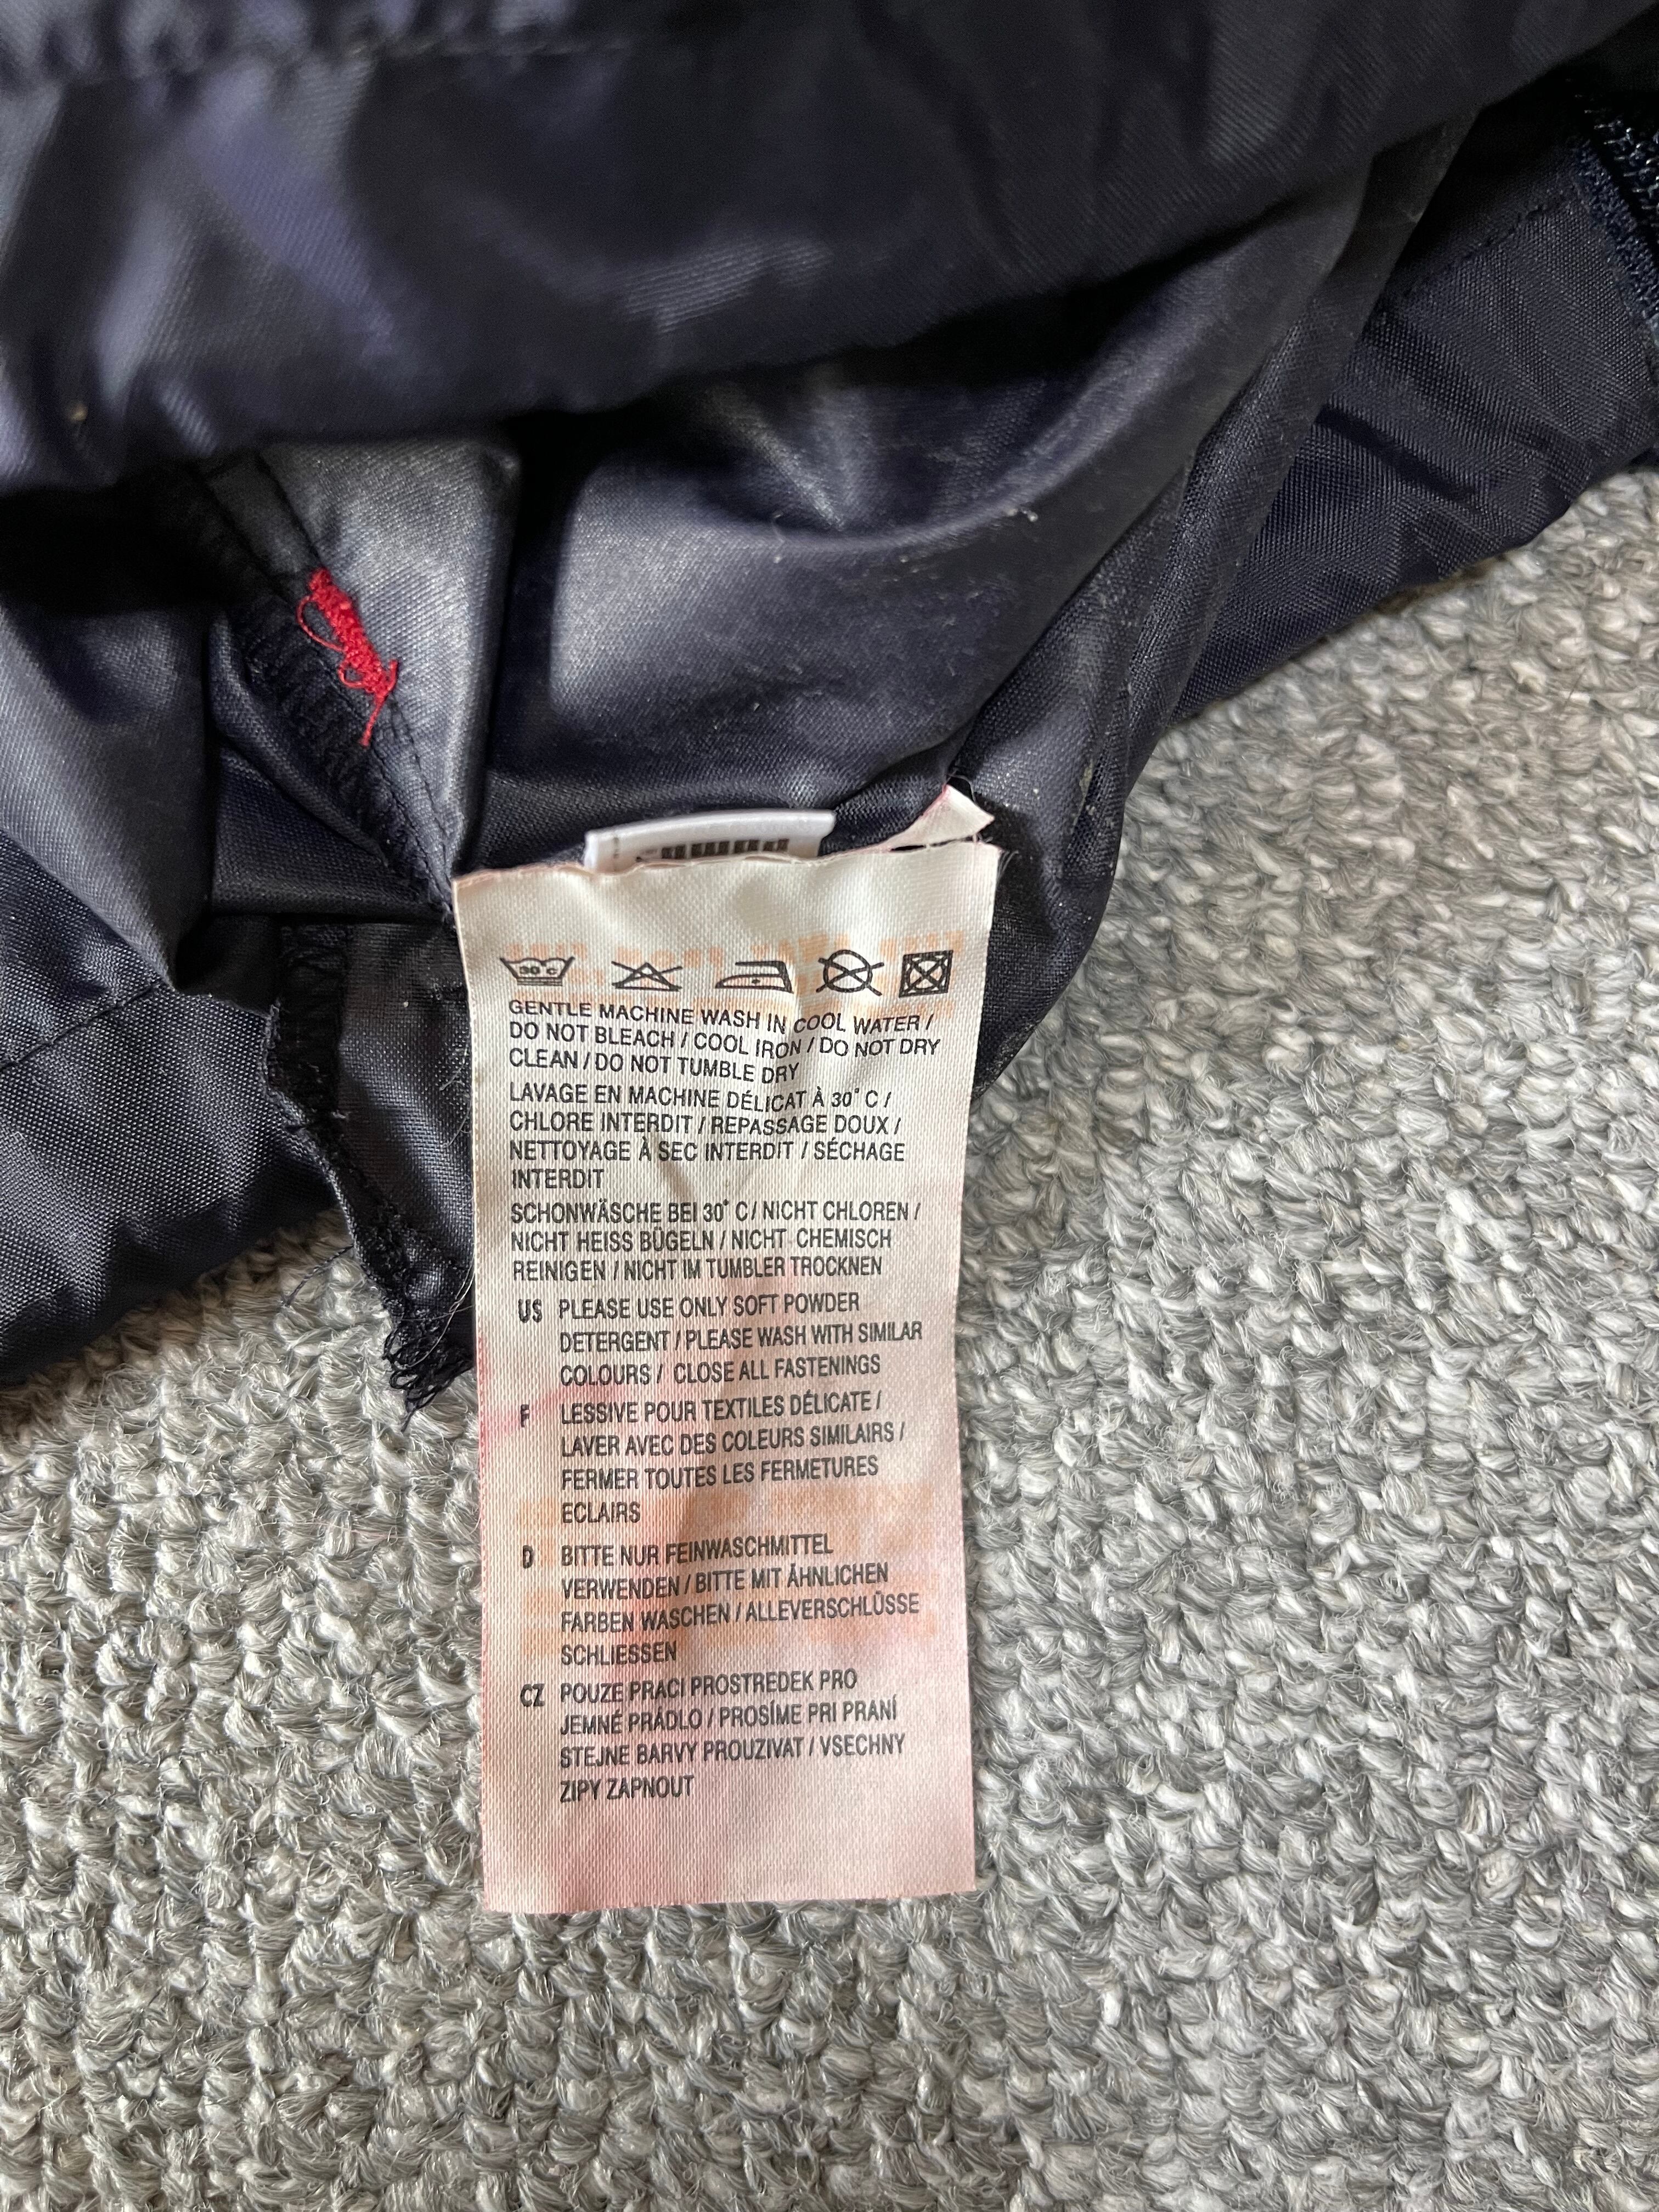 30°C
GENTLE MACHINE WASH IN COOL WATER /
DO NOT BLEACH / COOL IRON / DO NOT DRY
CLEAN / DO NOT TUMBLE DRY
LAVAGE EN MACHINE DÉLICAT À 30° C /
CHLORE INTERDIT / REPASSAGE DOUX /
NETTOYAGE À SEC INTERDIT / SÉCHAGE
INTERDIT
SCHONWÄSCHE BEI 30° C / NICHT CHLOREN /
NICHT HEISS BÜGELN / NICHT CHEMISCH
REINIGEN / NICHT IM TUMBLER TROCKNEN
US PLEASE USE ONLY SOFT POWDER
DETERGENT / PLEASE WASH WITH SIMILAR
COLOURS / CLOSE ALL FASTENINGS
F LESSIVE POUR TEXTILES DÉLICATE /
LAVER AVEC DES COLEURS SIMILAIRS /
FERMER TOUTES LES FERMETURES
ECLAIRS
D BITTE NUR FEINWASCHMITTEL
VERWENDEN / BITTE MIT ÄHNLICHEN
FARBEN WASCHEN / ALLEVERSCHLÜSSE
SCHLIESSEN
CZ POUZE PRACI PROSTREDEK PRO
JEMNÉ PRÁDLO / PROSÍME PRI PRANÍ
STEJNE BARVY PROUZIVAT / VSECHNY
ZIPY ZAPNOUT